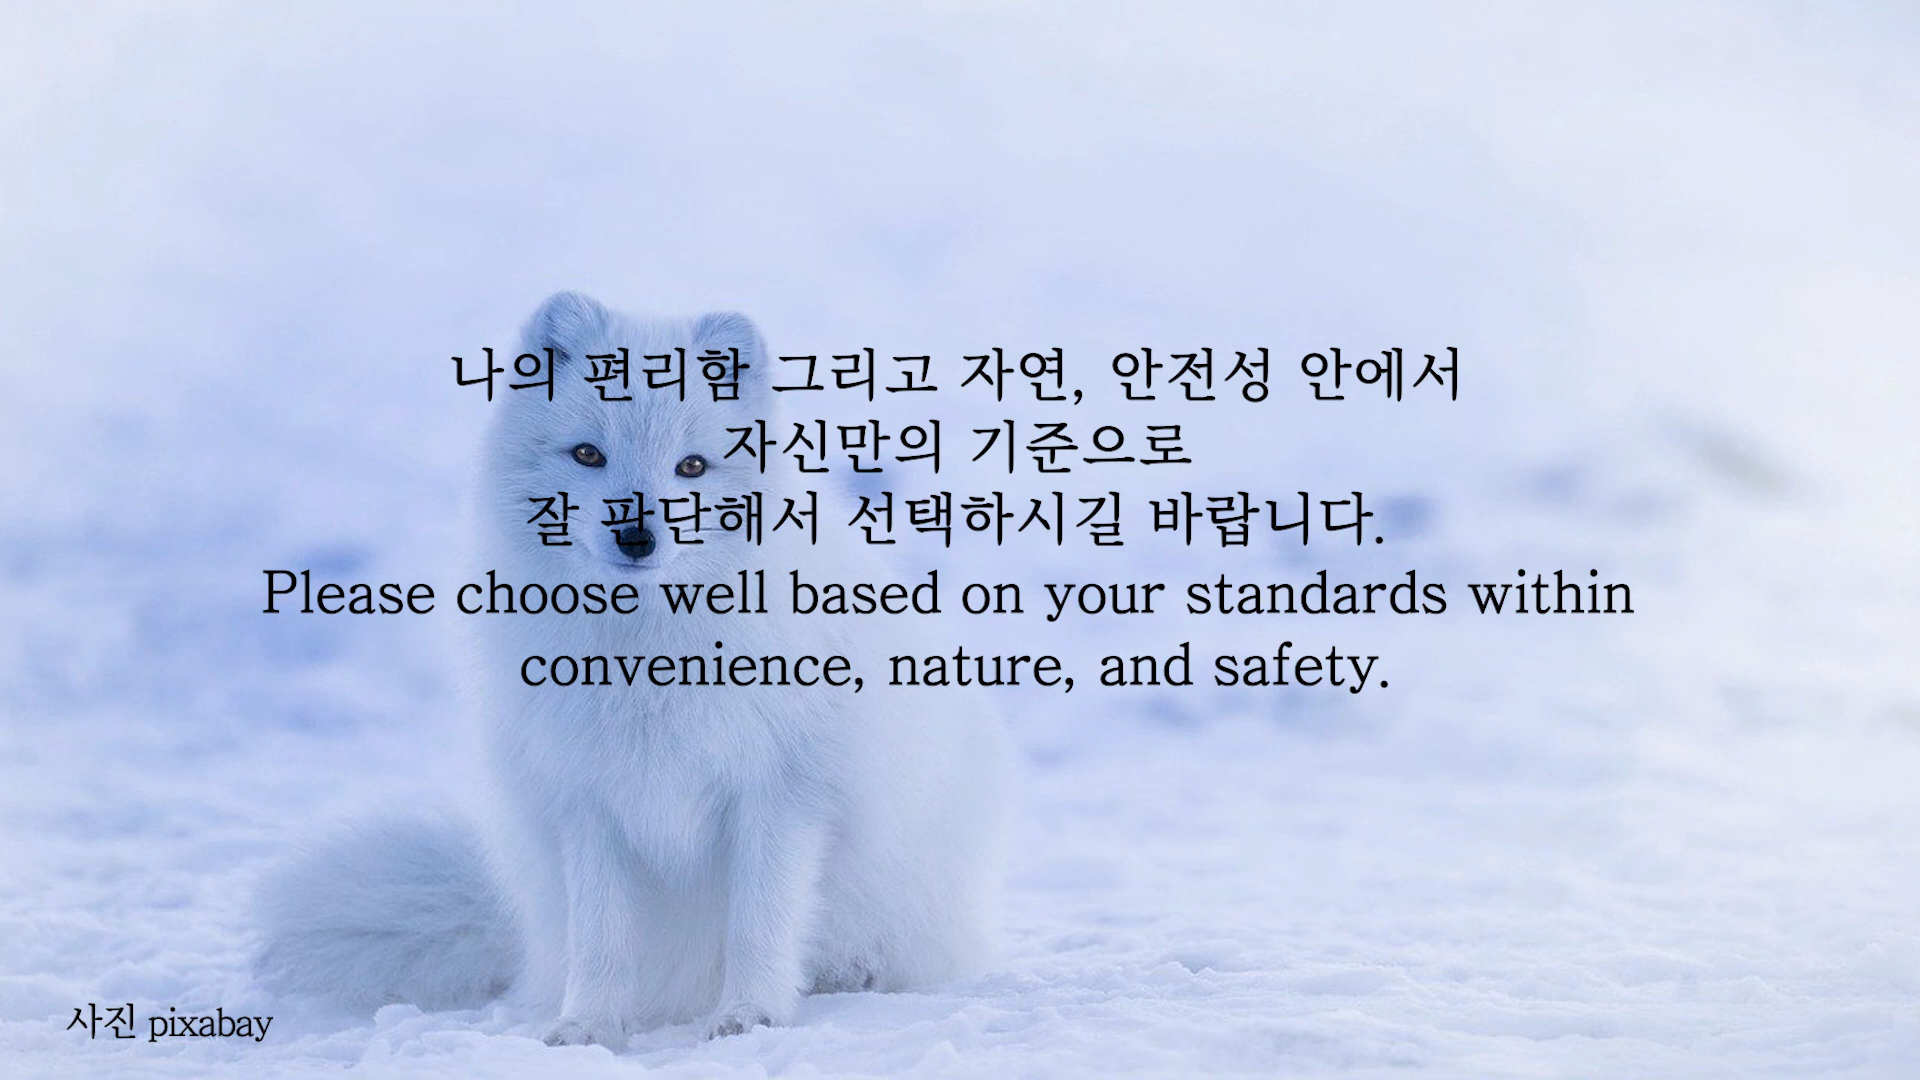 나의 편리함 그리고 자연, 안전성 안에서
자신만의 기준으로
잘 판단해서 선택하시길 바랍니다.
Please choose well based on your standards within
convenience, nature, and safety.
사진 pixabay